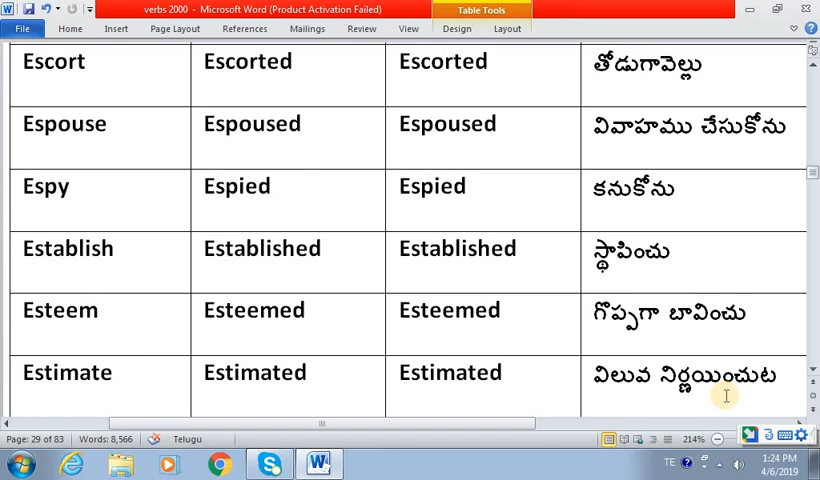 verbs 2000 - Microsoft Word (Product Activation Failed) Table Tools
File Home Insert Page Layout References Mailings Review View Design Layout
Escort Escorted Escorted తోడుగావెల్లు
Espouse Espoused Espoused వివాహము చేసుకోను
Espy Espied Espied కనుకోను
Establish Established Established స్థాపించు
Esteem Esteemed Esteemed గొప్పగా బావించు
Estimate Estimated Estimated విలువ నిర్ణయించుట
Page: 29 of 83 Words: 8,566 Telugu 214%
TE 1:24 PM
4/6/2019